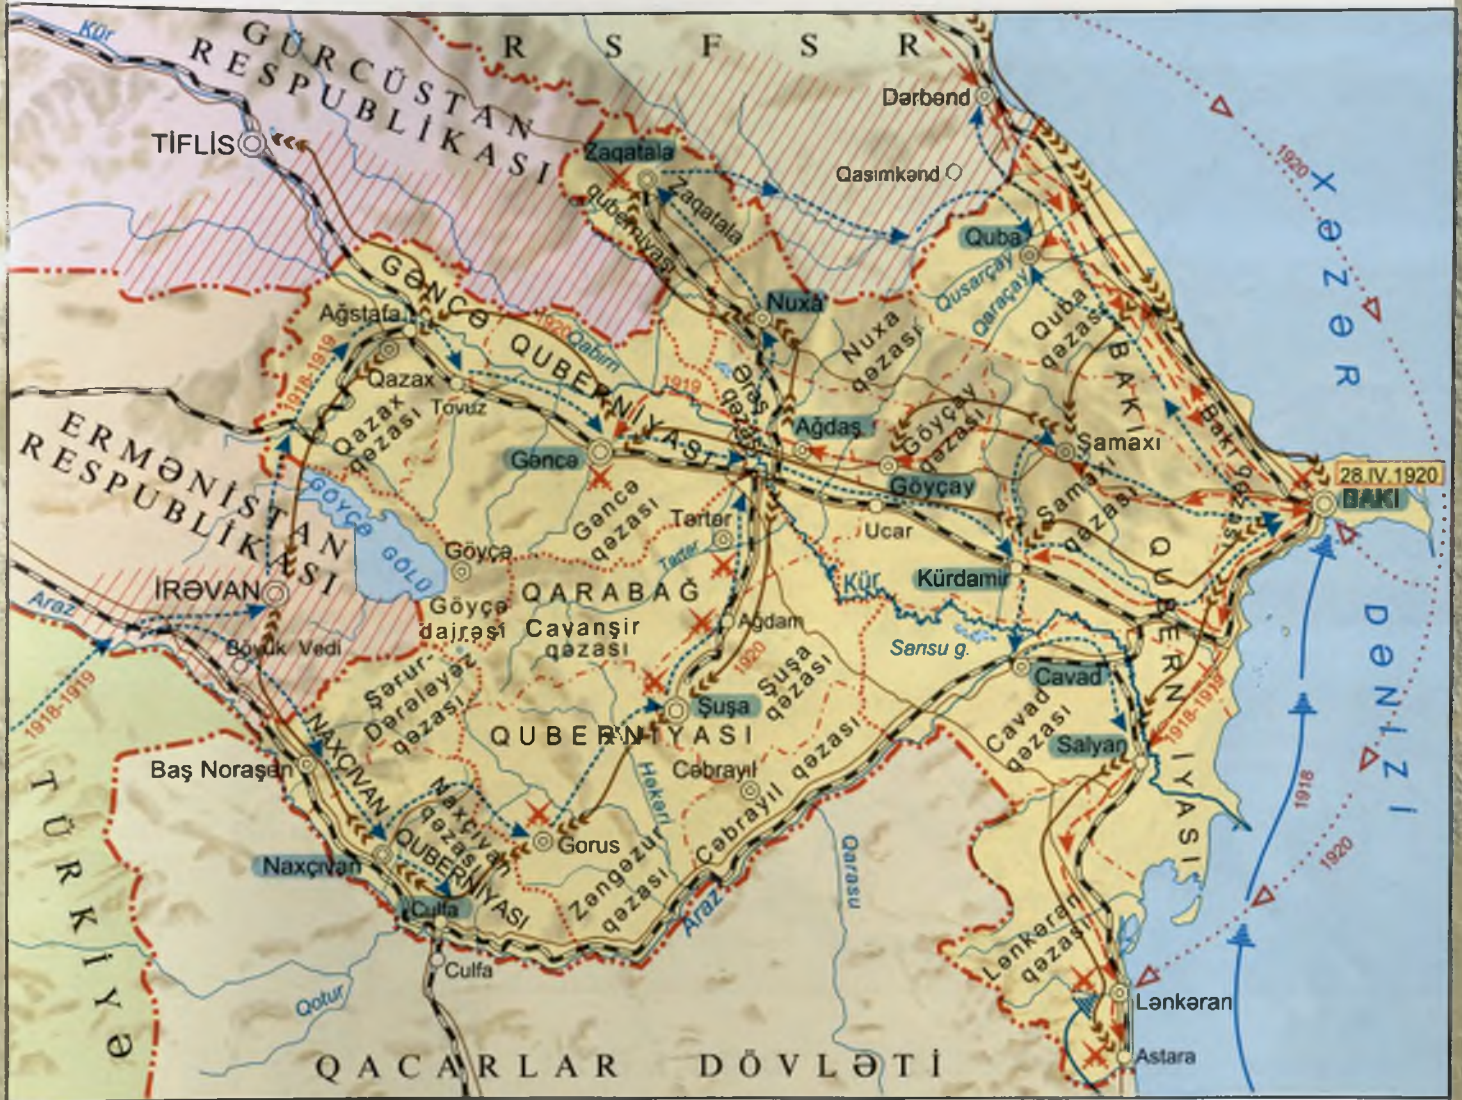 Kür
GÜRCÜSTAN
RESPUBLİKASI
R S F S R
TİFLİS
Dərbənd
Qasımkənd
Zaqatala
Zaqatala
quberniyası
1920
Xəzər
Quba
Qusarçay
Qaraçay
Quba
qəzası
Nuxa
Nuxa
qəzası
GƏNCƏ
QUBERNİYASI
Ağstafa
1920
Qabırrı
1918-1919
1919
Qazax
Tovuz
Qazax
qəzası
Ərəş
BAKI
QUBERNİYASI
Bakı
qəzası
Ağdaş
Göyçay
qəzası
Şamaxı
Şamaxı
qəzası
Gəncə
Göyçay
Ucar
28.IV.1920
BAKI
ERMƏNİSTAN
RESPUBLİKASI
GÖYÇƏ GÖLÜ
Gəncə
qəzası
Tərtər
Tərtər
Göyçə
İRƏVAN
Araz
Göyçə
dairəsi
QARABAĞ
QUBERNİYASI
Cavanşir
qəzası
Kür
Kürdəmir
Ağdam
Sarısu g.
Böyük Vedi
1918-1919
Şərur-
Dərələyəz
qəzası
1920
Şuşa
qəzası
Cavad
Cavad
qəzası
Şuşa
Salyan
1918-1919
DənİZİ
1918
1920
Baş Noraşen
NAXÇIVAN
QUBERNİYASI
Naxçıvan
qəzası
Həkəri
Cəbrayıl
Cəbrayıl qəzası
Gorus
Zəngəzur
qəzası
Naxçıvan
Culfa
Culfa
Araz
Qarasu
Qotur
Lənkəran
qəzası
Lənkəran
Astara
TÜRKİYƏ
QACARLAR DÖVLƏTİ